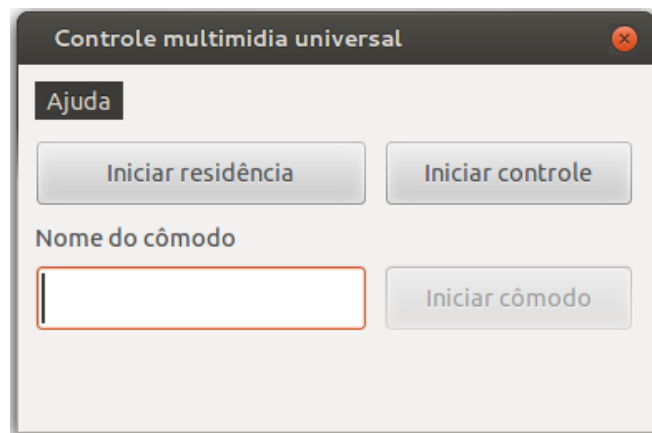 Controle multimidia universal
Ajuda
Iniciar residência
Iniciar controle
Nome do cômodo
Iniciar cômodo